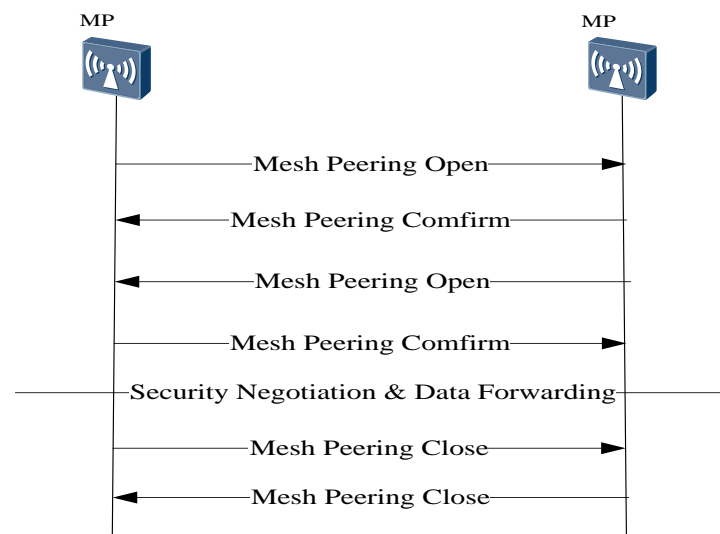 MP MP
Mesh Peering Open
Mesh Peering Comfirm
Mesh Peering Open
Mesh Peering Comfirm
Security Negotiation & Data Forwarding
Mesh Peering Close
Mesh Peering Close